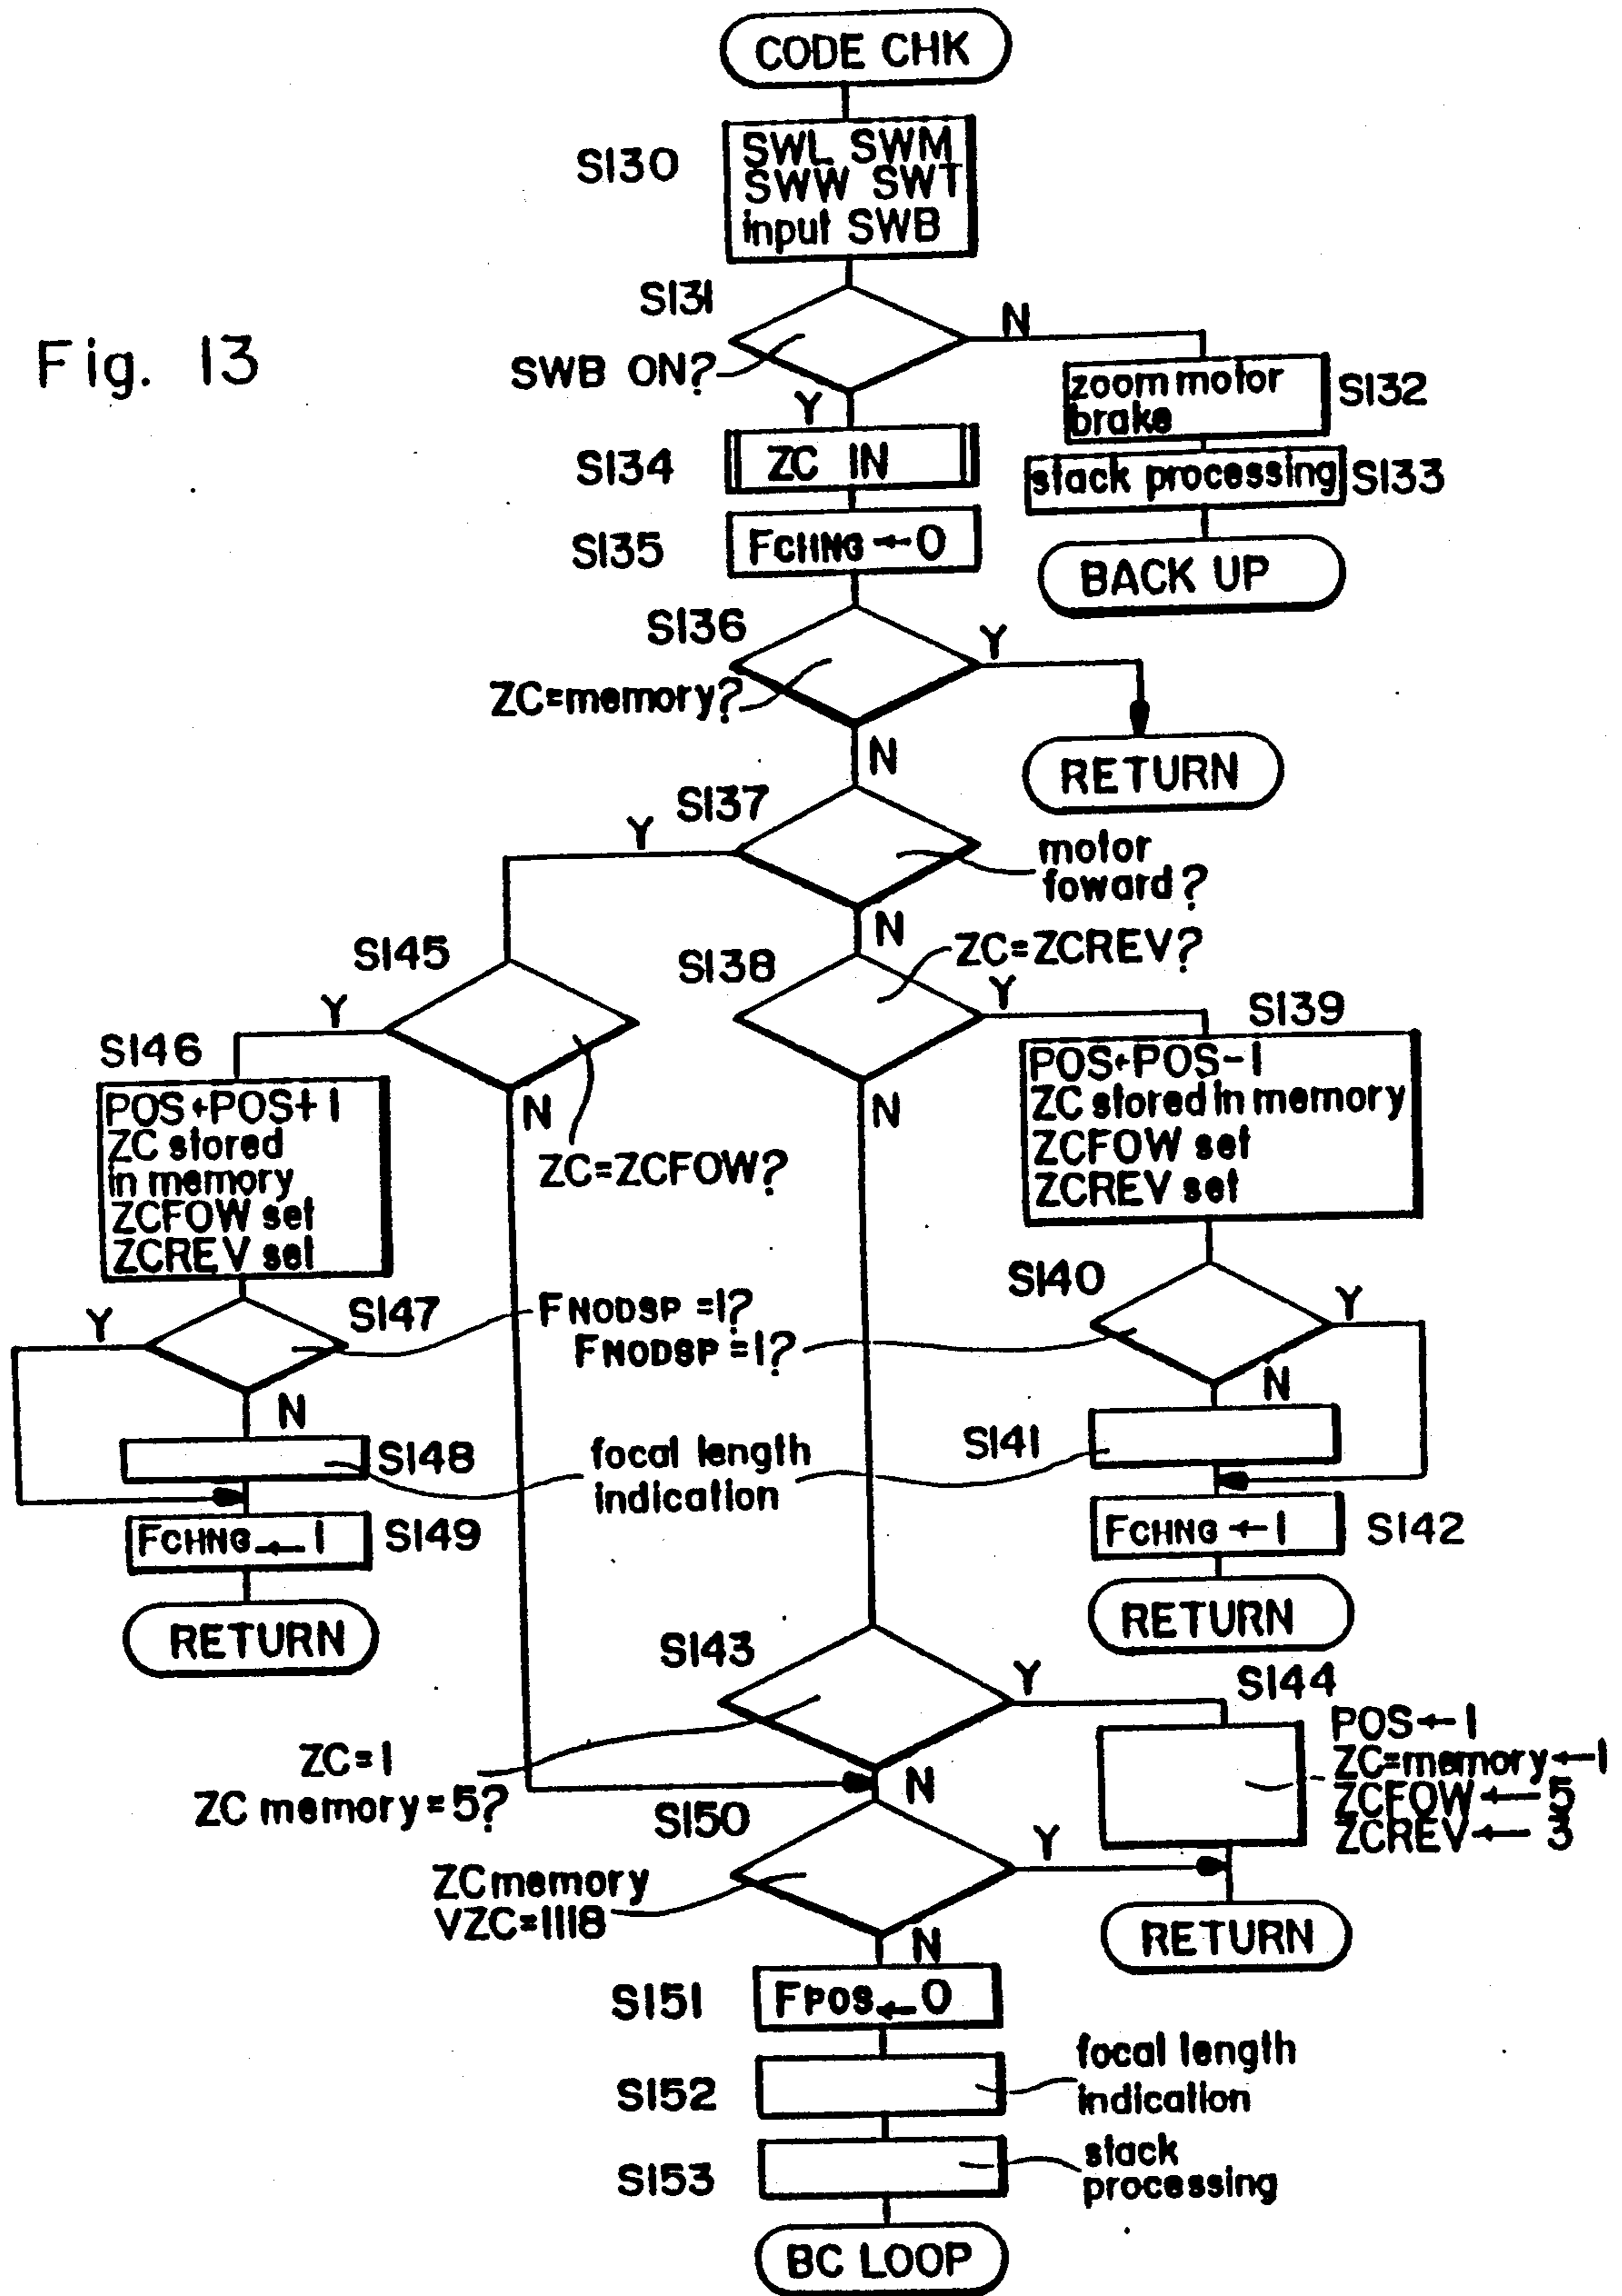 CODE CHK
S130
SWL SWM
SWW SWT
input SWB
S131
SWB ON?
N
Y
Fig. 13
zoom motor
brake
S132
S134
ZC IN
stack processing
S133
S135
FCHNG ← 0
BACK UP
S136
ZC=memory?
Y
N
RETURN
S137
Y
motor
foward?
N
S145
S138
ZC=ZCREV?
Y
Y
S139
S146
POS←POS+1
ZC stored
in memory
ZCFOW set
ZCREV set
N
ZC=ZCFOW?
N
POS←POS-1
ZC stored in memory
ZCFOW set
ZCREV set
S147
Y
FNODSP =1?
FNODSP =1?
S140
Y
N
N
S148
focal length
indication
S141
FCHNG ← 1
S149
FCHNG ← 1
S142
RETURN
RETURN
S143
Y
S144
ZC=1
ZC memory=5?
N
POS←1
ZC=memory←1
ZCFOW←5
ZCREV←3
S150
Y
ZC memory
VZC=111B
N
RETURN
S151
FPOS ← 0
S152
focal length
indication
S153
stack
processing
BC LOOP